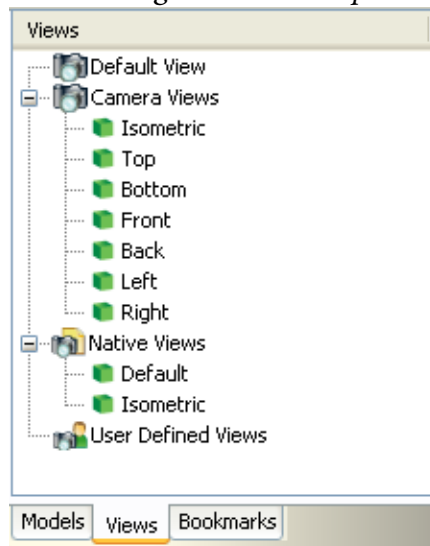 Views
Default View
Camera Views
Isometric
Top
Bottom
Front
Back
Left
Right
Native Views
Default
Isometric
User Defined Views
Models Views Bookmarks